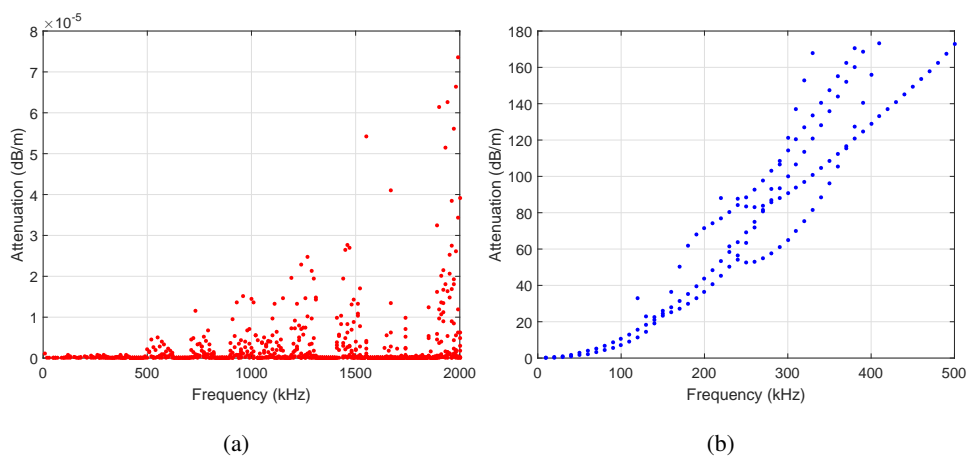 ×10⁻⁵
8
7
6
5
4
3
2
1
0
Attenuation (dB/m)
0 500 1000 1500 2000
Frequency (kHz)
(a)
180
160
140
120
100
80
60
40
20
0
Attenuation (dB/m)
0 100 200 300 400 500
Frequency (kHz)
(b)